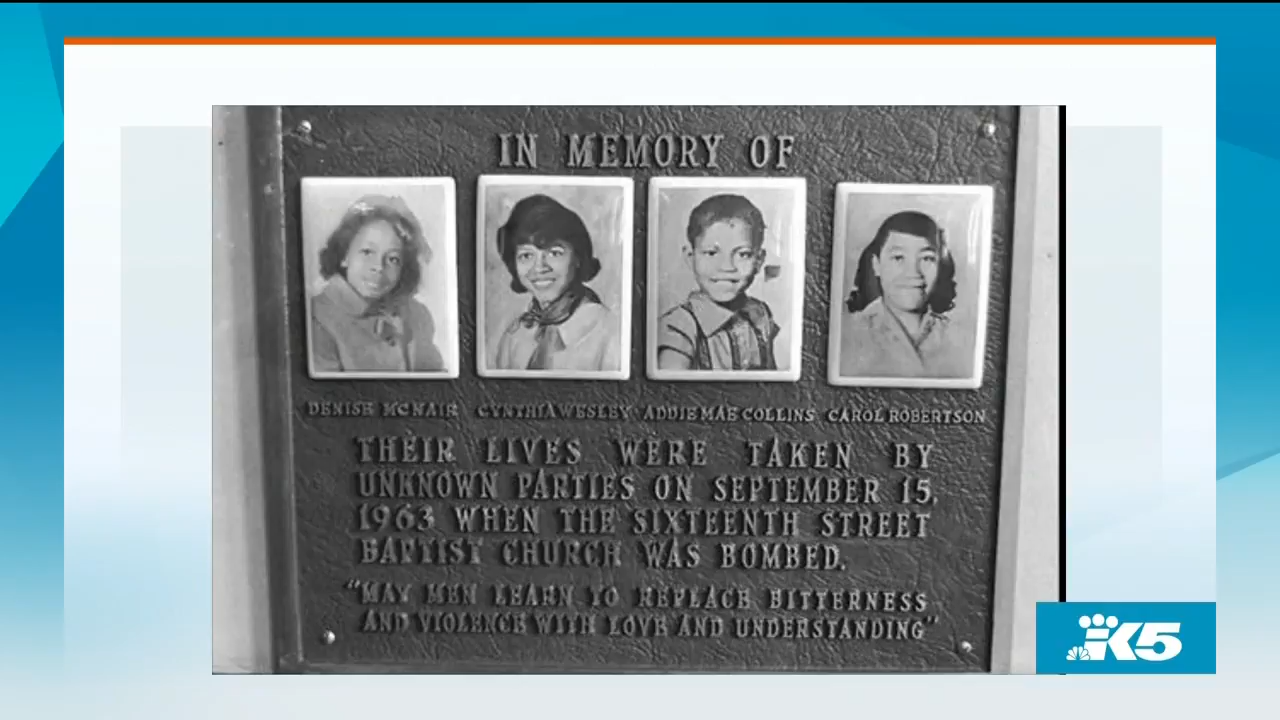 IN MEMORY OF
DENISE MCNAIR CYNTHIA WESLEY ADDIE MAE COLLINS CAROL ROBERTSON
THEIR LIVES WERE TAKEN BY
UNKNOWN PARTIES ON SEPTEMBER 15,
1963 WHEN THE SIXTEENTH STREET
BAPTIST CHURCH WAS BOMBED.
"MAY MEN LEARN TO REPLACE BITTERNESS
AND VIOLENCE WITH LOVE AND UNDERSTANDING"
K5